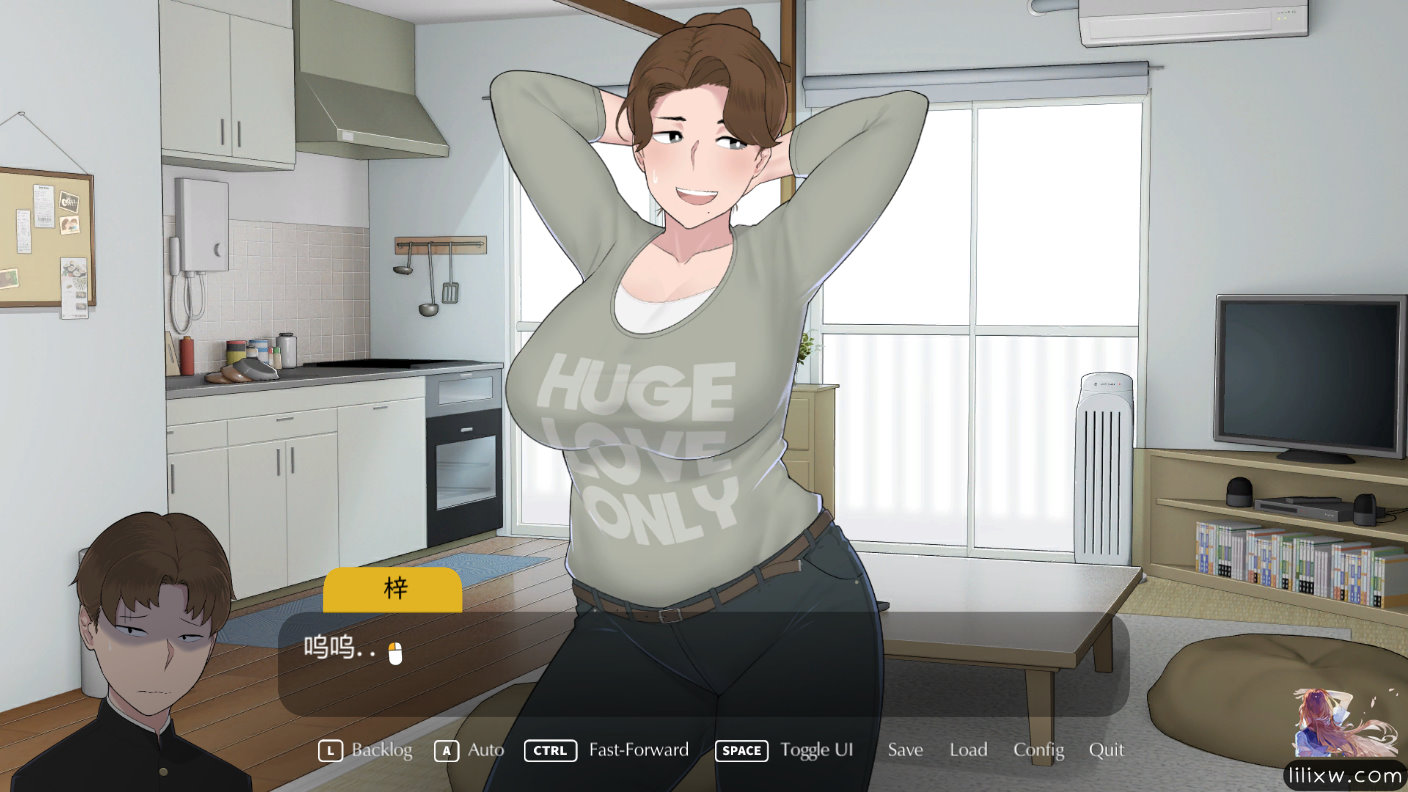 HUGE
LOVE
ONLY
梓
呜呜..
L Backlog A Auto CTRL Fast-Forward SPACE Toggle UI Save Load Config Quit
lilixw.com